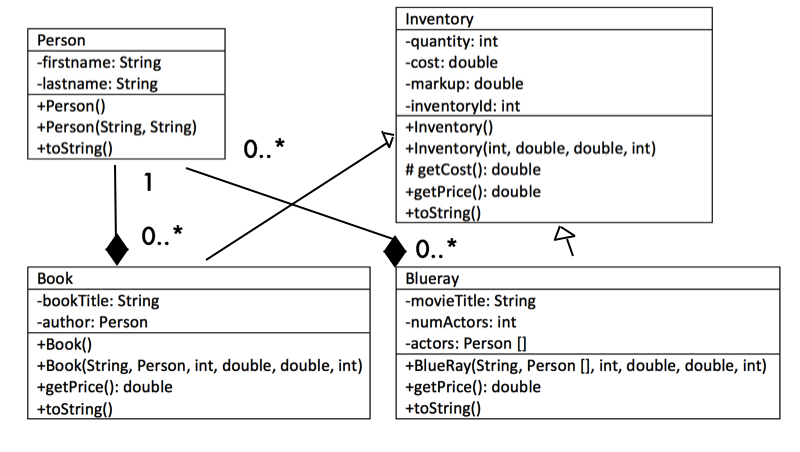 Person
-firstname: String
-lastname: String
+Person()
+Person(String, String)
+toString()
Inventory
-quantity: int
-cost: double
-markup: double
-inventoryId: int
+Inventory()
+Inventory(int, double, double, int)
# getCost(): double
+getPrice(): double
+toString()
0..*
1
0..*
0..*
Book
-bookTitle: String
-author: Person
+Book()
+Book(String, Person, int, double, double, int)
+getPrice(): double
+toString()
Blueray
-movieTitle: String
-numActors: int
-actors: Person []
+BlueRay(String, Person [], int, double, double, int)
+getPrice(): double
+toString()